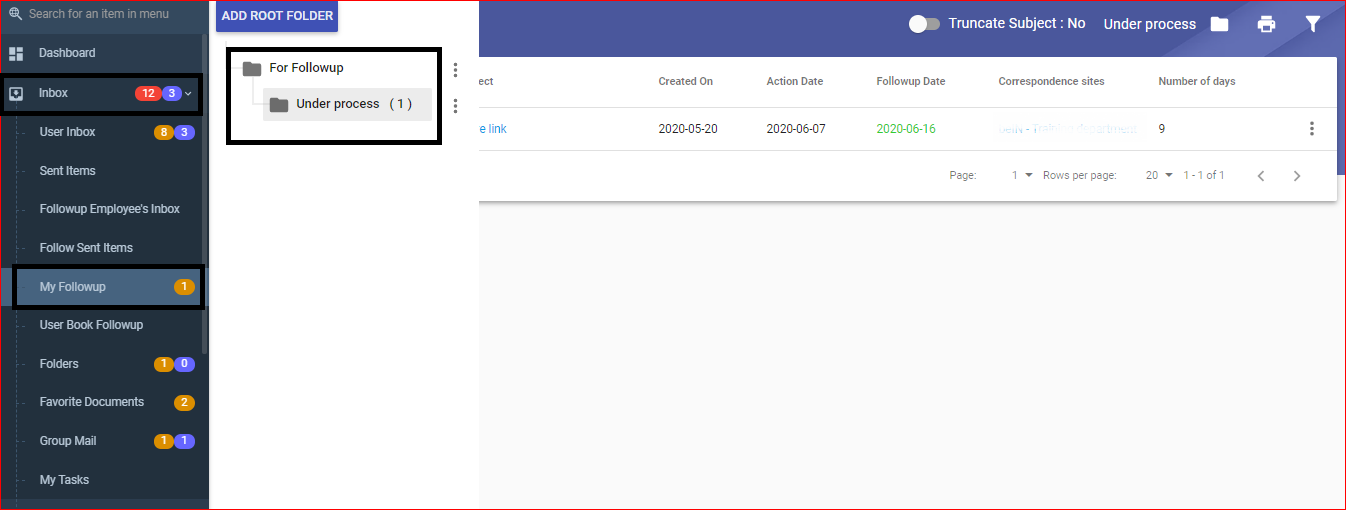 Search for an item in menu
Dashboard
Inbox 12 3
User Inbox 8 3
Sent Items
Followup Employee's Inbox
Follow Sent Items
My Followup 1
User Book Followup
Folders 1 0
Favorite Documents 2
Group Mail 1 1
My Tasks
ADD ROOT FOLDER
For Followup
Under process ( 1 )
Truncate Subject : No Under process
ect Created On Action Date Followup Date Correspondence sites Number of days
e link 2020-05-20 2020-06-07 2020-06-16 9
Page: 1 Rows per page: 20 1 - 1 of 1